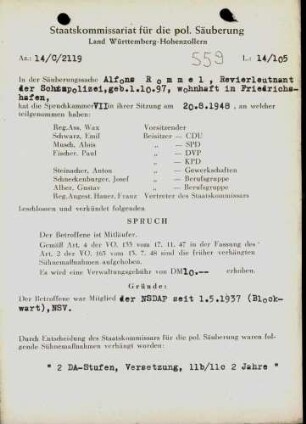 Staatskommissariat für die pol. Säuberung
Land Württemberg-Hohenzollern
Az.: 14/C/2119 559 L: 14/105
In der Säuberungssache Alfons Rommel, Revierleutnant
der Schutzpolizei, geb. 1.10.97, wohnhaft in Friedrichs-
hafen,
hat die Spruchkammer VII in ihrer Sitzung am 20.8.1948, an welcher
teilgenommen haben:
Reg.Ass. Wax Vorsitzender
Schwarz, Emil Beisitzer — CDU
Musch, Alois „ — SPD
Fischer, Paul „ — DVP
„ — KPD
Steinacher, Anton „ — Gewerkschaften
Schneckenburger, Josef „ — Berufsgruppe
Alber, Gustav „ — Berufsgruppe
Reg.Angest. Hauer, Franz Vertreter des Staatskommissars
beschlossen und verkündet folgenden
SPRUCH
Der Betroffene ist Mitläufer.
Gemäß Art. 4 der VO. 133 vom 17. 11. 47 in der Fassung des
Art. 2 der VO. 165 vom 13. 7. 48 sind die früher verhängten
Sühnemaßnahmen aufgehoben.
Es wird eine Verwaltungsgebühr von DM 10.-- erhoben.
Gründe:
Der Betroffene war Mitglied der NSDAP seit 1.5.1937 (Block-
wart), NSV.
Durch Entscheidung des Staatskommissars für die pol. Säuberung waren fol-
gende Sühnemaßnahmen verhängt worden:
" 2 DA-Stufen, Versetzung, 11b/11c 2 Jahre "